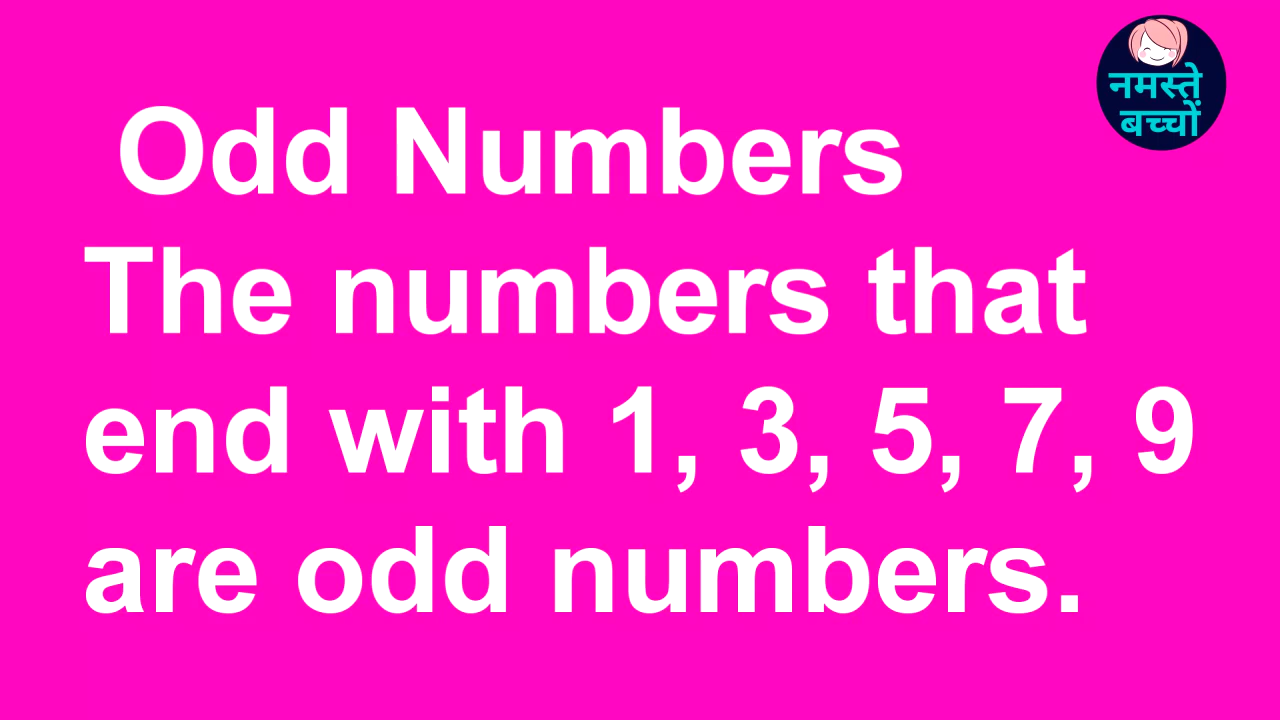 नमस्ते
बच्चों
Odd Numbers
The numbers that
end with 1, 3, 5, 7, 9
are odd numbers.